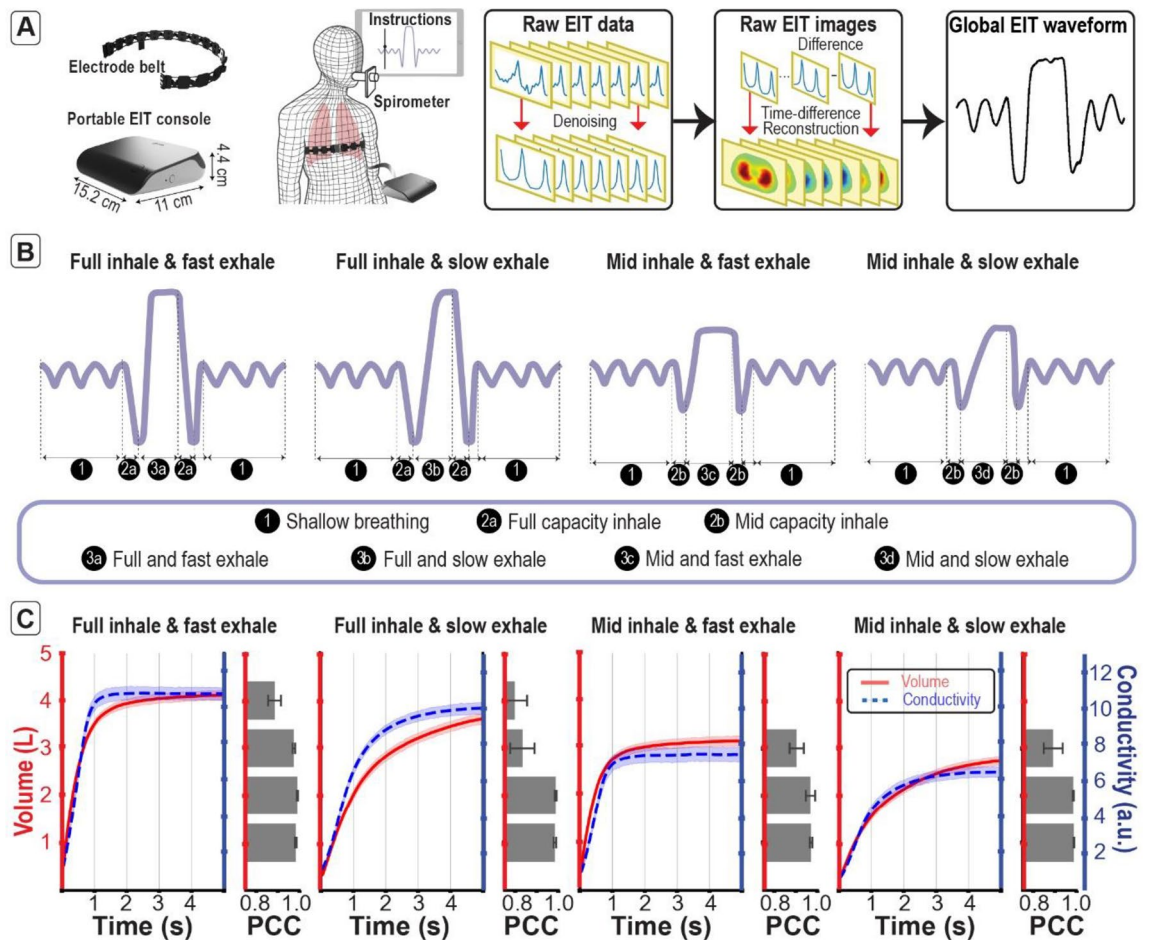 A
Electrode belt
Portable EIT console
15.2 cm
11 cm
4.4 cm
Instructions
Spirometer
Raw EIT data
Denoising
Raw EIT images
Difference
...
-
Time-difference
Reconstruction
Global EIT waveform
B
Full inhale & fast exhale
Full inhale & slow exhale
Mid inhale & fast exhale
Mid inhale & slow exhale
1 2a 3a 2a 1
1 2a 3b 2a 1
1 2b 3c 2b 1
1 2b 3d 2b 1
1 Shallow breathing
2a Full capacity inhale
2b Mid capacity inhale
3a Full and fast exhale
3b Full and slow exhale
3c Mid and fast exhale
3d Mid and slow exhale
C
Full inhale & fast exhale
Full inhale & slow exhale
Mid inhale & fast exhale
Mid inhale & slow exhale
Volume (L)
5
4
3
2
1
1 2 3 4
Time (s)
0.8 1.0
PCC
1 2 3 4
Time (s)
0.8 1.0
PCC
1 2 3 4
Time (s)
0.8 1.0
PCC
Volume
Conductivity
1 2 3 4
Time (s)
0.8 1.0
PCC
12
10
8
6
4
2
Conductivity (a.u.)